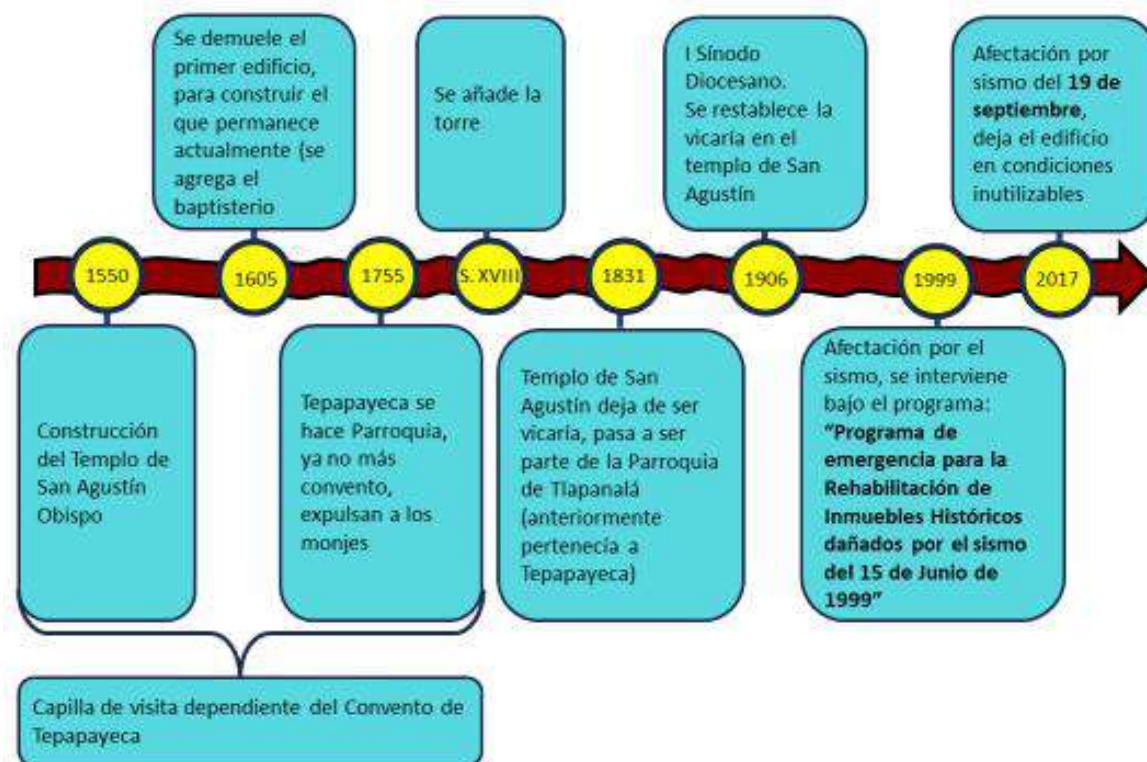 Se demuele el
primer edificio,
para construir el
que permanece
actualmente (se
agrega el
baptisterio
Se añade la
torre
I Sínodo
Diocesano.
Se restablece la
vicaría en el
templo de San
Agustín
Afectación por
sismo del 19 de
septiembre,
deja el edificio
en condiciones
inutilizables
1550
1605
1755
S. XVIII
1831
1906
1999
2017
Construcción
del Templo de
San Agustín
Obispo
Tepapayeca se
hace Parroquia,
ya no más
convento,
expulsan a los
monjes
Templo de San
Agustín deja de ser
vicaría, pasa a ser
parte de la Parroquia
de Tlapanalá
(anteriormente
pertenecía a
Tepapayeca)
Afectación por el
sismo, se interviene
bajo el programa:
"Programa de
emergencia para la
Rehabilitación de
Inmuebles Históricos
dañados por el sismo
del 15 de Junio de
1999"
Capilla de visita dependiente del Convento de
Tepapayeca